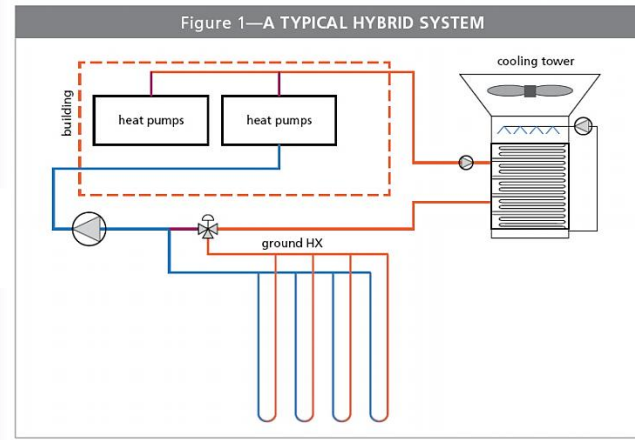 Figure 1—A TYPICAL HYBRID SYSTEM
cooling tower
building
heat pumps
heat pumps
ground HX